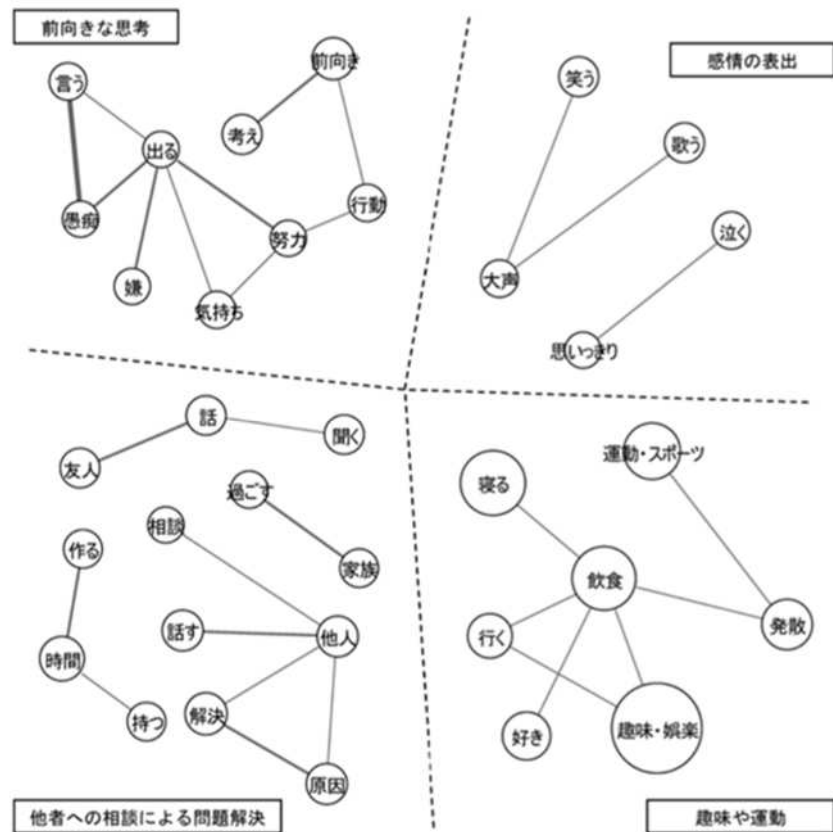 前向きな思考
前向き
言う
考え
出る
行動
愚痴
努力
嫌
気持ち
感情の表出
笑う
歌う
泣く
大声
思いっきり
話
聞く
友人
過ごす
相談
作る
家族
話す
他人
時間
解決
持つ
原因
他者への相談による問題解決
運動・スポーツ
寝る
飲食
行く
発散
好き
趣味・娯楽
趣味や運動